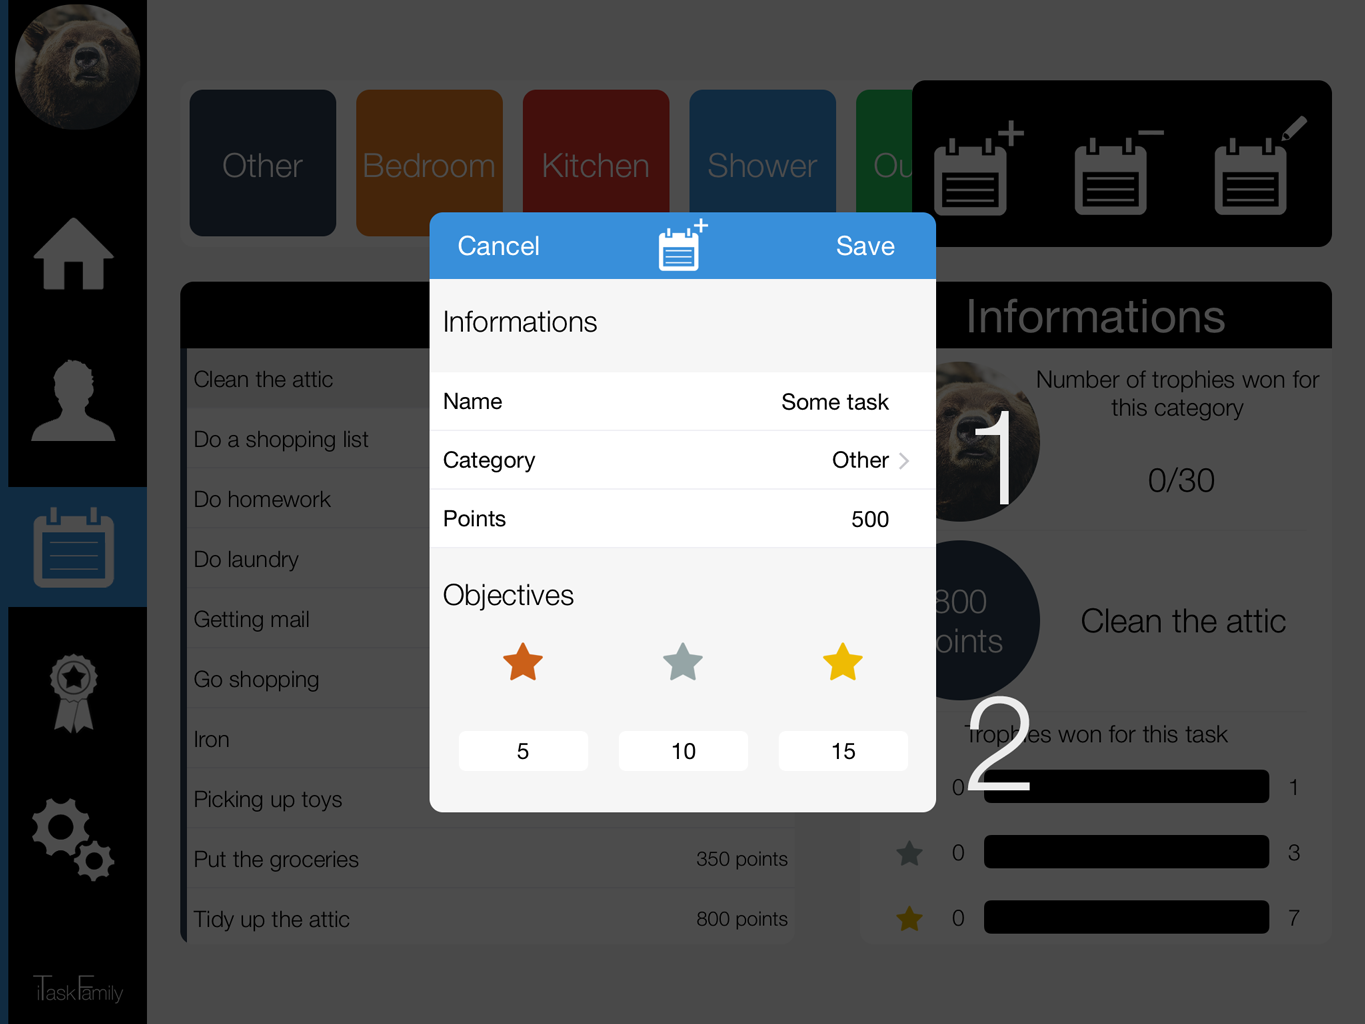 Other
Bedroom
Kitchen
Shower
Ou
Cancel
Save
Informations
Informations
Name
Some task
Category
Other
Points
500
Objectives
5
10
15
Clean the attic
Do a shopping list
Do homework
Do laundry
Getting mail
Go shopping
Iron
Picking up toys
Put the groceries
350 points
Tidy up the attic
800 points
Number of trophies won for
this category
0/30
1
800
oints
Clean the attic
2
Trophies won for this task
0
1
0
3
0
7
iTaskFamily